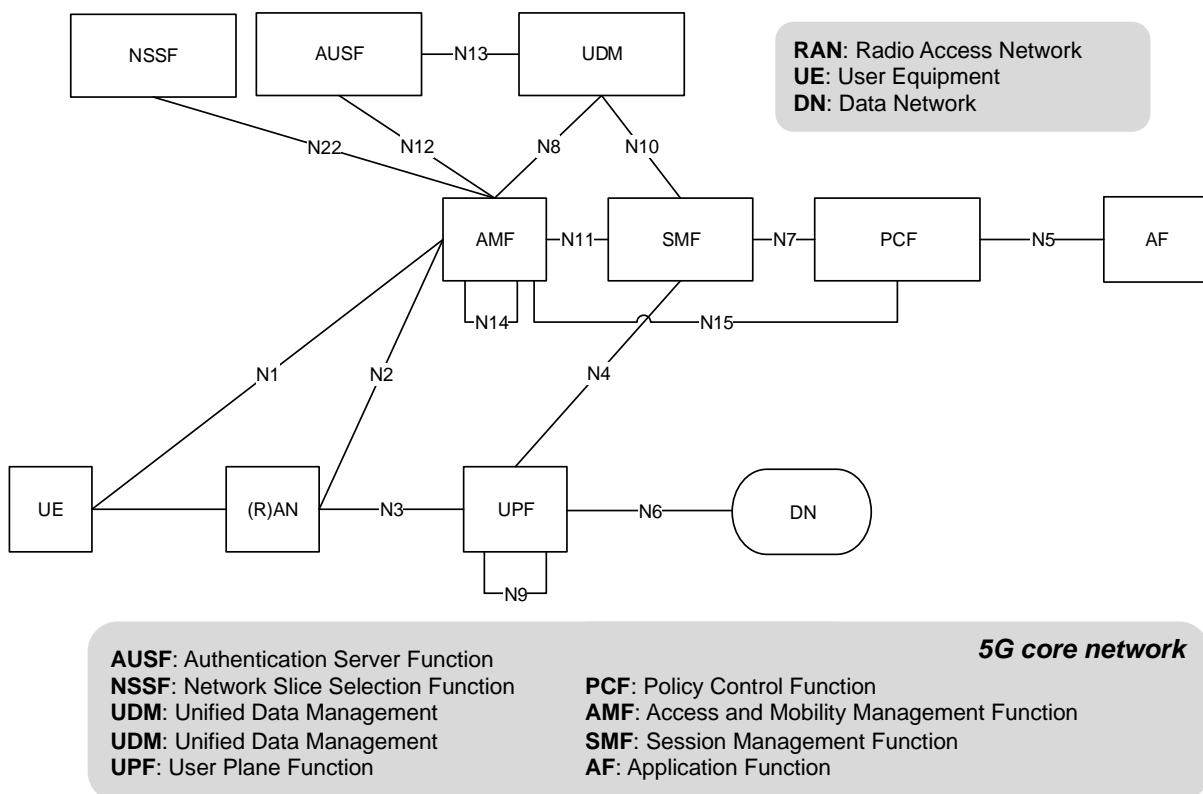 NSSF
AUSF
N13
UDM
RAN: Radio Access Network
UE: User Equipment
DN: Data Network
N22
N12
N8
N10
AMF
N11
SMF
N7
PCF
N5
AF
N14
N15
N1
N2
N4
UE
(R)AN
N3
UPF
N6
DN
N9
5G core network
AUSF: Authentication Server Function
NSSF: Network Slice Selection Function
UDM: Unified Data Management
UDM: Unified Data Management
UPF: User Plane Function
PCF: Policy Control Function
AMF: Access and Mobility Management Function
SMF: Session Management Function
AF: Application Function